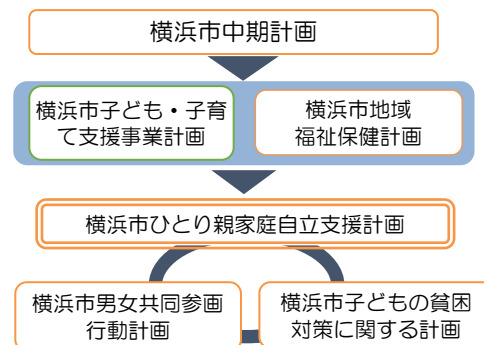 横浜市中期計画
横浜市子ども・子育
て支援事業計画
横浜市地域
福祉保健計画
横浜市ひとり親家庭自立支援計画
横浜市男女共同参画
行動計画
横浜市子どもの貧困
対策に関する計画